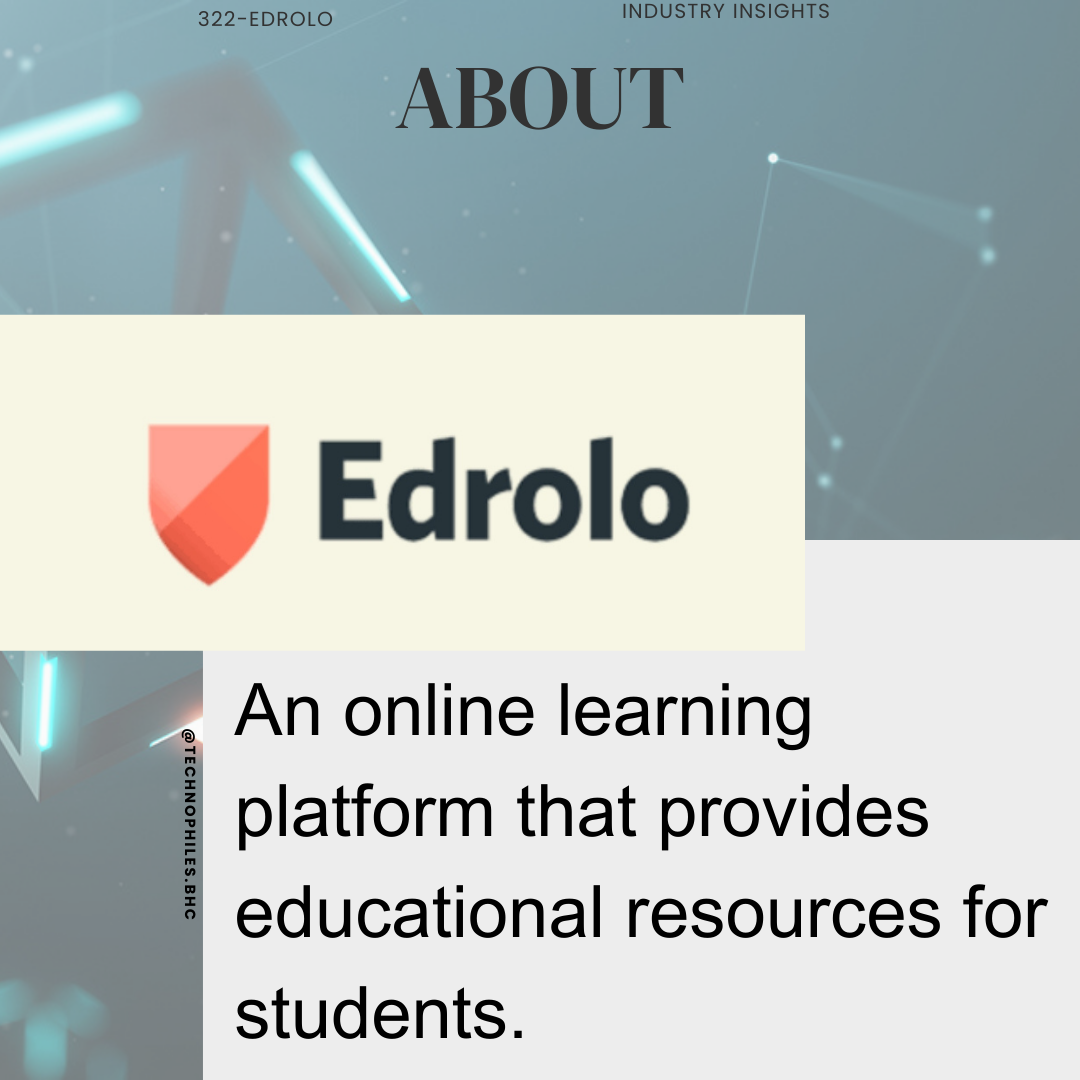 322-EDROLO
INDUSTRY INSIGHTS
ABOUT
Edrolo
An online learning
platform that provides
educational resources for
students.
@TECHNOPHILES.BHC